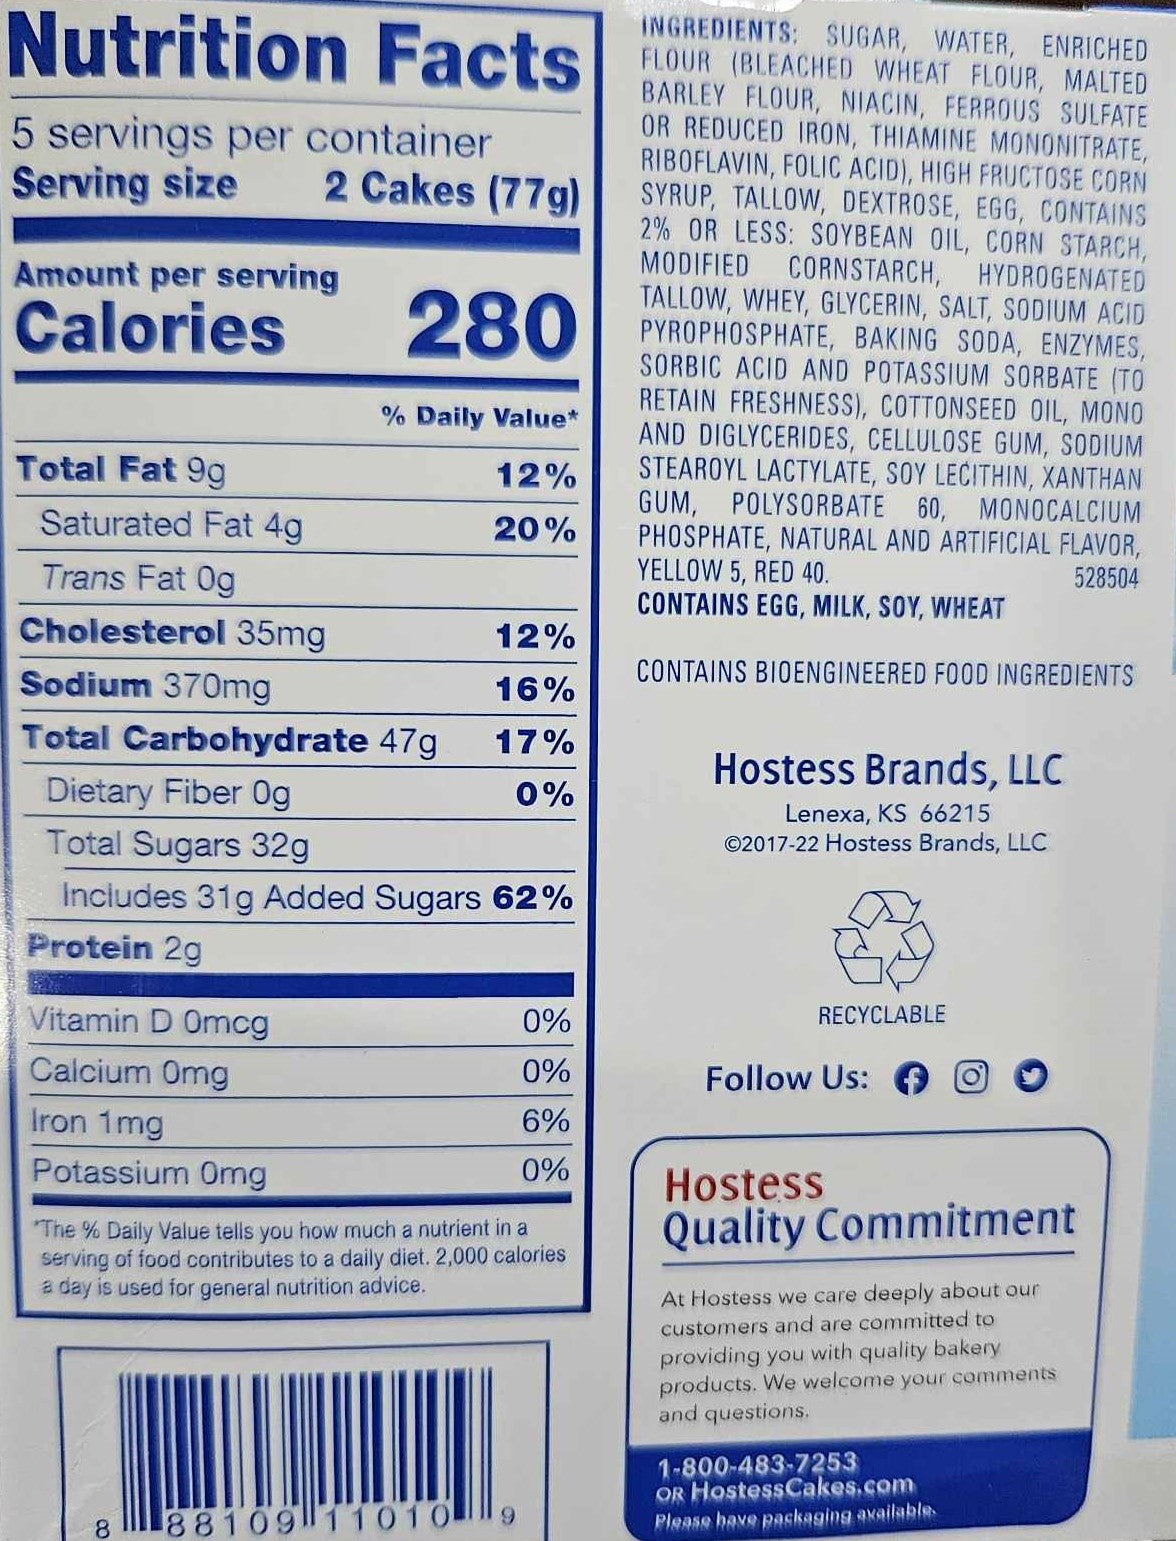 Nutrition Facts
5 servings per container
Serving size 2 Cakes (77g)
Amount per serving
Calories 280
% Daily Value*
Total Fat 9g 12%
Saturated Fat 4g 20%
Trans Fat 0g
Cholesterol 35mg 12%
Sodium 370mg 16%
Total Carbohydrate 47g 17%
Dietary Fiber 0g 0%
Total Sugars 32g
Includes 31g Added Sugars 62%
Protein 2g
Vitamin D 0mcg 0%
Calcium 0mg 0%
Iron 1mg 6%
Potassium 0mg 0%
*The % Daily Value tells you how much a nutrient in a
serving of food contributes to a daily diet. 2,000 calories
a day is used for general nutrition advice.
8 88109 11010 9
INGREDIENTS: SUGAR, WATER, ENRICHED
FLOUR (BLEACHED WHEAT FLOUR, MALTED
BARLEY FLOUR, NIACIN, FERROUS SULFATE
OR REDUCED IRON, THIAMINE MONONITRATE,
RIBOFLAVIN, FOLIC ACID), HIGH FRUCTOSE CORN
SYRUP, TALLOW, DEXTROSE, EGG, CONTAINS
2% OR LESS: SOYBEAN OIL, CORN STARCH,
MODIFIED CORNSTARCH, HYDROGENATED
TALLOW, WHEY, GLYCERIN, SALT, SODIUM ACID
PYROPHOSPHATE, BAKING SODA, ENZYMES,
SORBIC ACID AND POTASSIUM SORBATE (TO
RETAIN FRESHNESS), COTTONSEED OIL, MONO
AND DIGLYCERIDES, CELLULOSE GUM, SODIUM
STEAROYL LACTYLATE, SOY LECITHIN, XANTHAN
GUM, POLYSORBATE 60, MONOCALCIUM
PHOSPHATE, NATURAL AND ARTIFICIAL FLAVOR,
YELLOW 5, RED 40. 528504
CONTAINS EGG, MILK, SOY, WHEAT
CONTAINS BIOENGINEERED FOOD INGREDIENTS
Hostess Brands, LLC
Lenexa, KS 66215
©2017-22 Hostess Brands, LLC
RECYCLABLE
Follow Us:
Hostess
Quality Commitment
At Hostess we care deeply about our
customers and are committed to
providing you with quality bakery
products. We welcome your comments
and questions.
1-800-483-7253
OR HostessCakes.com
Please have packaging available.